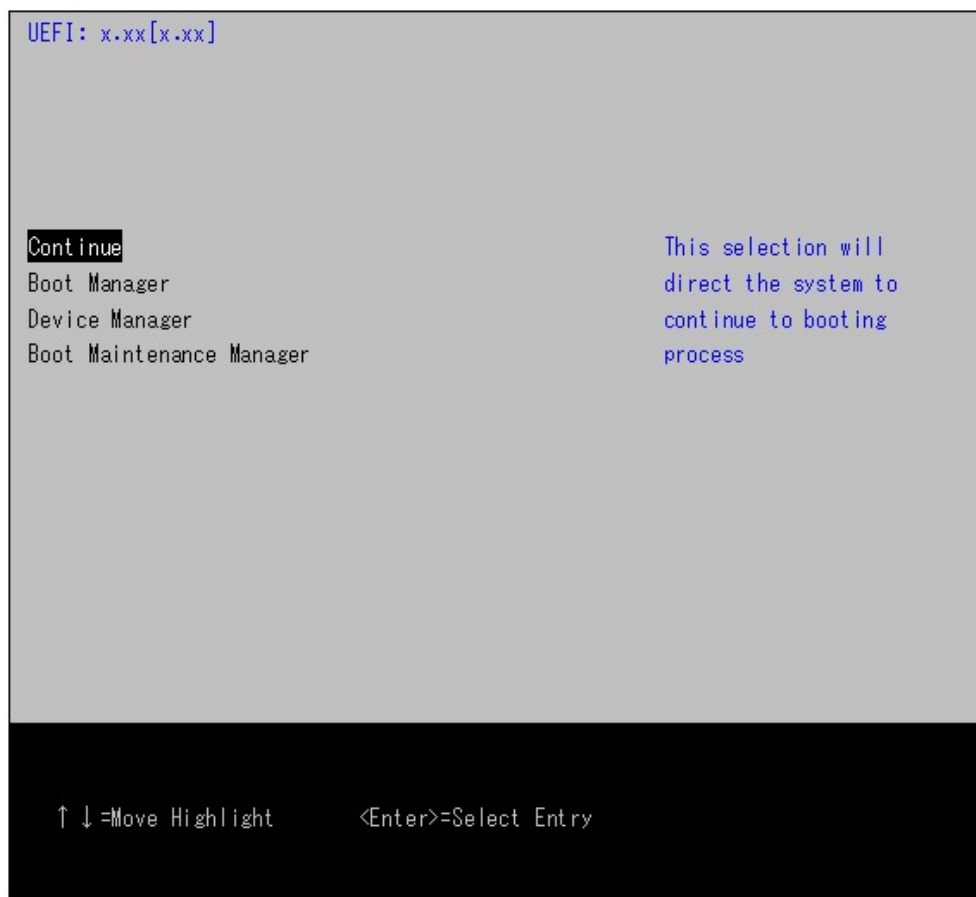 UEFI: x.xx[x.xx]
Continue
Boot Manager
Device Manager
Boot Maintenance Manager
This selection will
direct the system to
continue to booting
process
↑↓=Move Highlight <Enter>=Select Entry